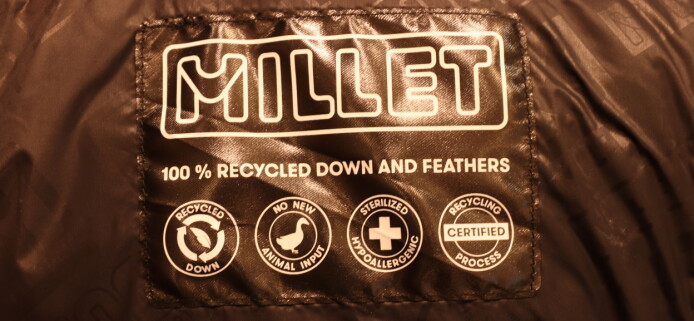 MILLET
100 % RECYCLED DOWN AND FEATHERS
RECYCLED
DOWN
NO NEW
ANIMAL INPUT
STERILIZED
HYPOALLERGENIC
RECYCLING
CERTIFIED
PROCESS